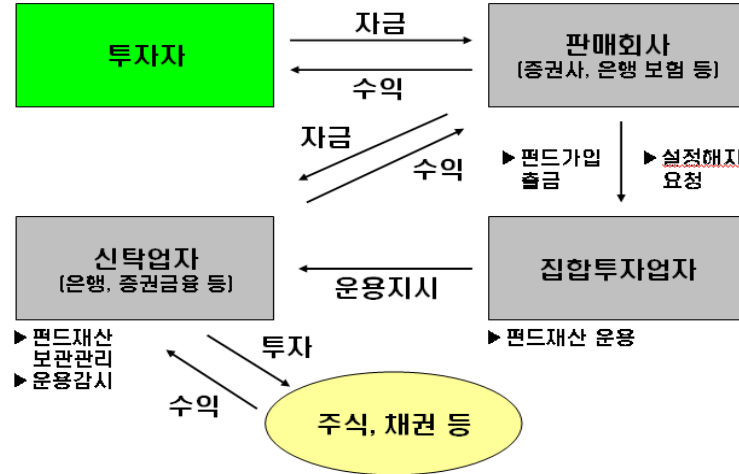 투자자
자금
수익
판매회사
(증권사, 은행 보험 등)
자금
수익
▶펀드가입
출금
▶설정해지
요청
신탁업자
(은행, 증권금융 등)
운용지시
집합투자업자
▶펀드재산
보관관리
▶운용감시
▶펀드재산 운용
투자
수익
주식, 채권 등